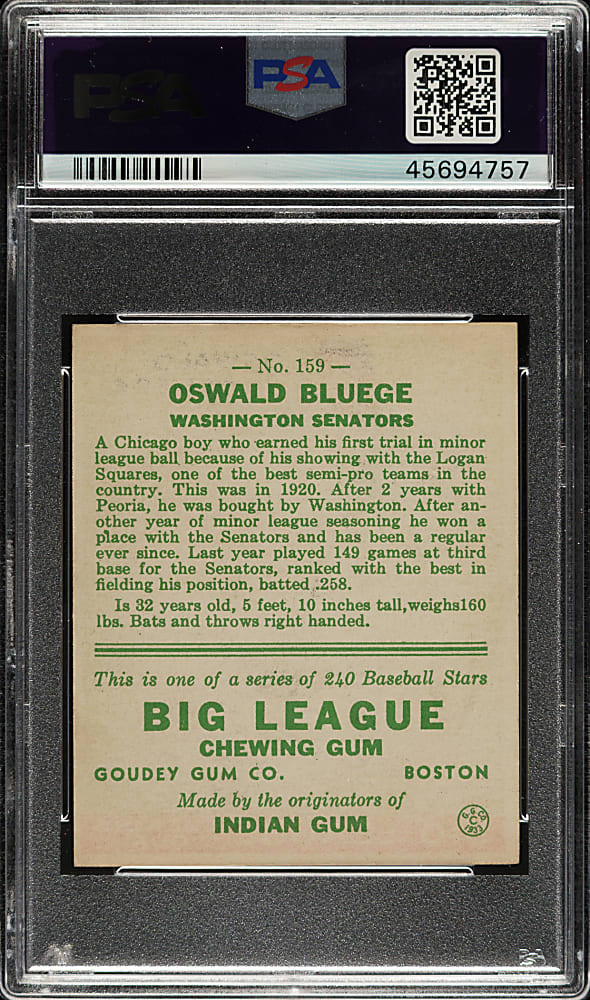 PSA
PSA
45694757
— No. 159 —
OSWALD BLUEGE
WASHINGTON SENATORS
A Chicago boy who earned his first trial in minor
league ball because of his showing with the Logan
Squares, one of the best semi-pro teams in the
country. This was in 1920. After 2 years with
Peoria, he was bought by Washington. After an-
other year of minor league seasoning he won a
place with the Senators and has been a regular
ever since. Last year played 149 games at third
base for the Senators, ranked with the best in
fielding his position, batted .258.
Is 32 years old, 5 feet, 10 inches tall,weighs160
lbs. Bats and throws right handed.
This is one of a series of 240 Baseball Stars
BIG LEAGUE
CHEWING GUM
GOUDEY GUM CO. BOSTON
Made by the originators of
INDIAN GUM
G.G.CO.
C
1933